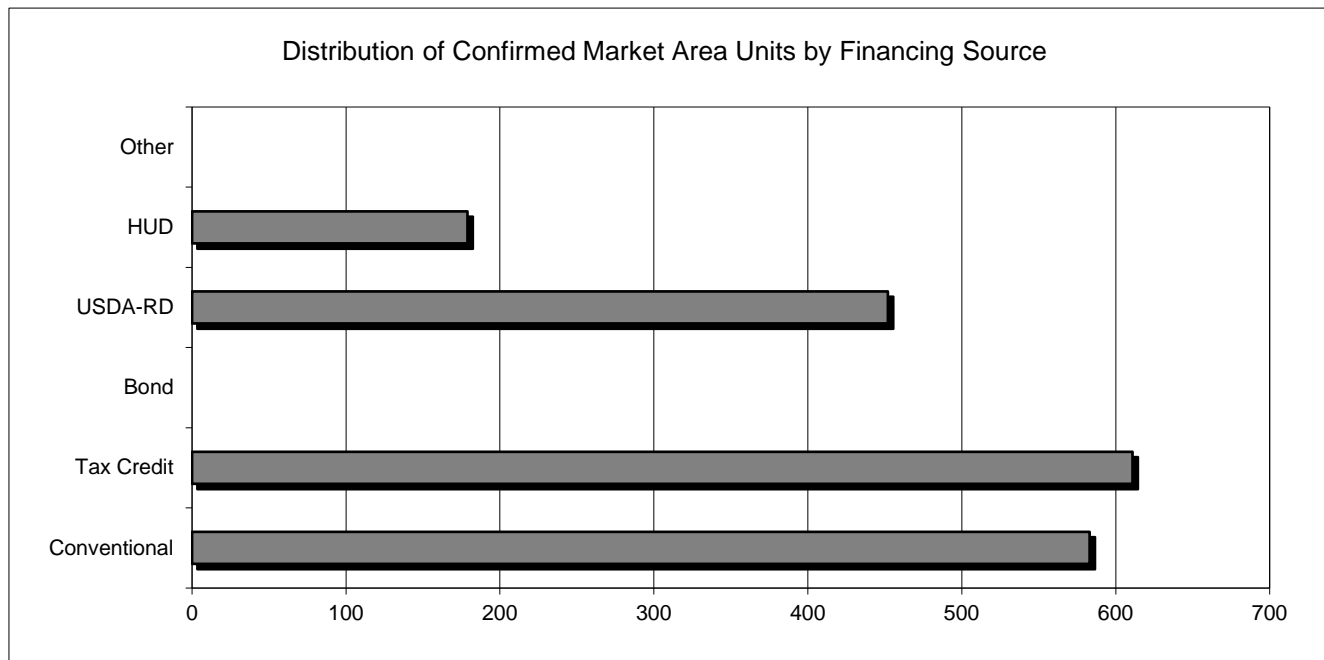 Distribution of Confirmed Market Area Units by Financing Source
Other
HUD
USDA-RD
Bond
Tax Credit
Conventional
0 100 200 300 400 500 600 700